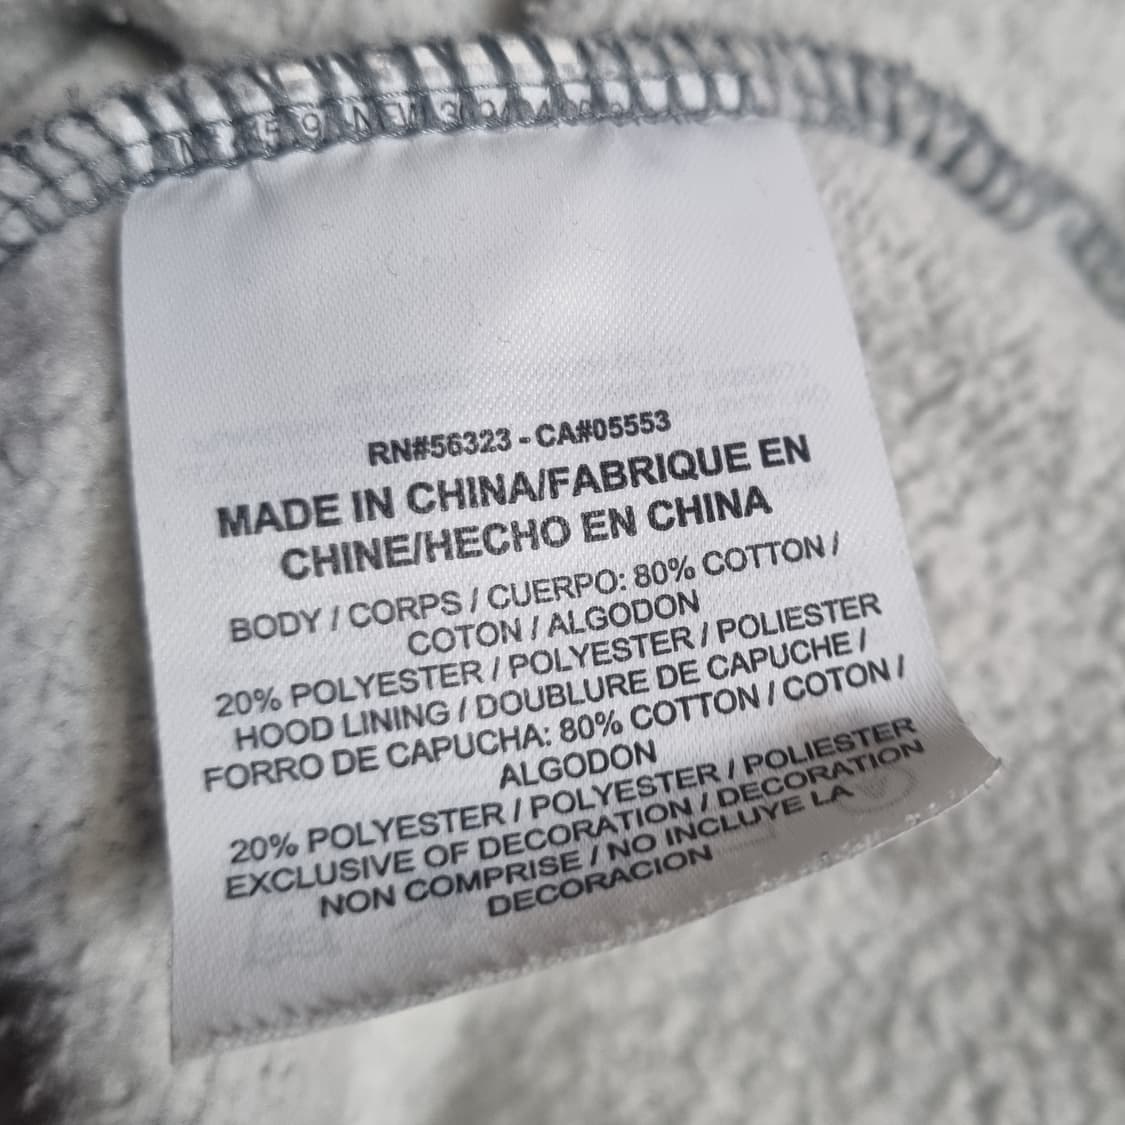 RN#56323 - CA#05553
MADE IN CHINA/FABRIQUE EN
CHINE/HECHO EN CHINA
BODY / CORPS / CUERPO: 80% COTTON /
COTON / ALGODON
20% POLYESTER / POLYESTER / POLIESTER
HOOD LINING / DOUBLURE DE CAPUCHE /
FORRO DE CAPUCHA: 80% COTTON / COTON /
ALGODON
20% POLYESTER / POLYESTER / POLIESTER
EXCLUSIVE OF DECORATION / DECORATION
NON COMPRISE / NO INCLUYE LA
DECORACION